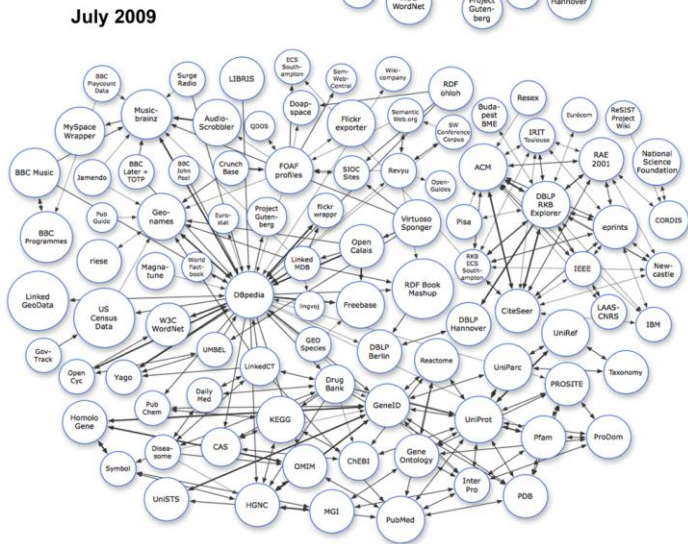 WordNet
Project
Guten-
berg
Hannover
July 2009
BBC
Playcount
Data
Surge
Radio
LIBRIS
ECS
South-
ampton
Sem-
Web-
Central
Wiki-
company
RDF
ohloh
Resex
Music-
brainz
Audio-
Scrobbler
QDOS
Doap-
space
Flickr
exporter
Semantic
Web.org
SW
Conference
Corpus
Buda-
pest
BME
IRIT
Toulouse
Eurécom
ReSIST
Project
Wiki
MySpace
Wrapper
BBC Music
Jamendo
BBC
Later +
TOTP
BBC
John
Peel
Crunch
Base
FOAF
profiles
SIOC
Sites
Revyu
Open-
Guides
ACM
RAE
2001
National
Science
Foundation
BBC
Programmes
Pub
Guide
Geo-
names
Euro-
stat
Project
Guten-
berg
flickr
wrappr
Virtuoso
Sponger
Pisa
DBLP
RKB
Explorer
eprints
CORDIS
riese
Magna-
tune
World
Fact-
book
Linked
MDB
Open
Calais
RKB
ECS
South-
ampton
IEEE
New-
castle
Linked
GeoData
US
Census
Data
W3C
WordNet
DBpedia
lingvoj
Freebase
RDF Book
Mashup
DBLP
Hannover
CiteSeer
LAAS-
CNRS
IBM
Gov-
Track
Open
Cyc
Yago
UMBEL
LinkedCT
GEO
Species
DBLP
Berlin
Reactome
UniParc
UniRef
Taxonomy
Homolo
Gene
Pub
Chem
Daily
Med
Drug
Bank
KEGG
GeneID
UniProt
PROSITE
Pfam
ProDom
Symbol
Disea-
some
CAS
OMIM
ChEBI
Gene
Ontology
Inter
Pro
PDB
UniSTS
HGNC
MGI
PubMed